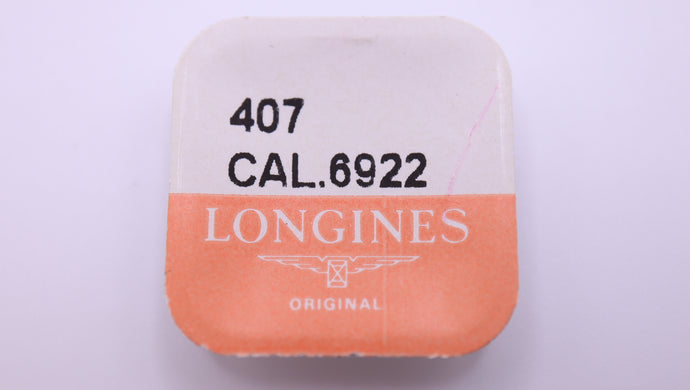 407
CAL.6922
LONGINES
ORIGINAL